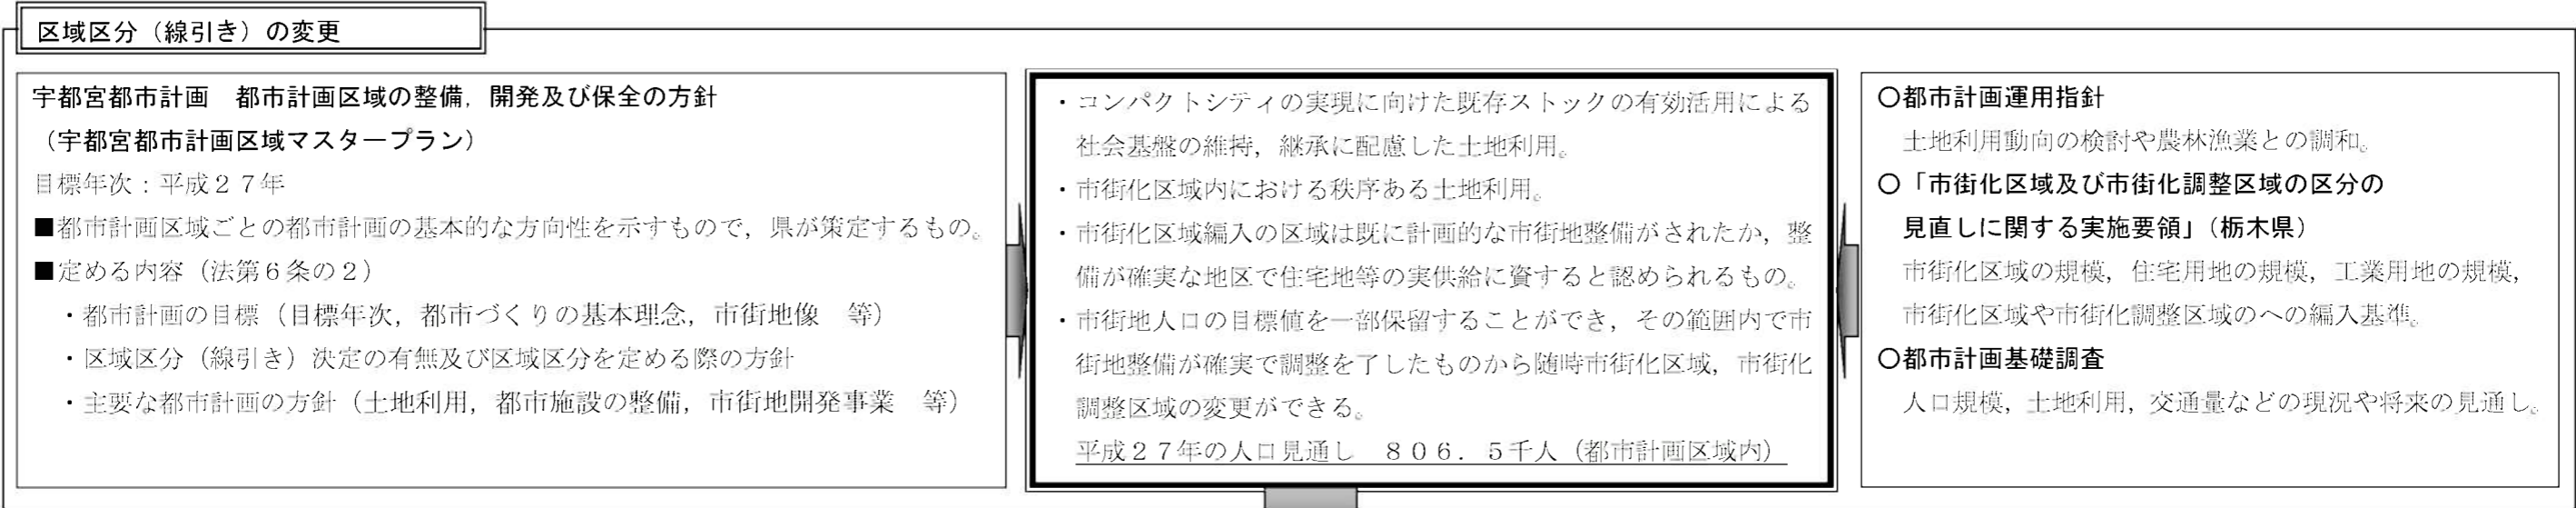 区域区分（線引き）の変更
宇都宮都市計画　都市計画区域の整備，開発及び保全の方針
（宇都宮都市計画区域マスタープラン）
目標年次：平成２７年
■都市計画区域ごとの都市計画の基本的な方向性を示すもので，県が策定するもの。
■定める内容（法第６条の２）
・都市計画の目標（目標年次，都市づくりの基本理念，市街地像　等）
・区域区分（線引き）決定の有無及び区域区分を定める際の方針
・主要な都市計画の方針（土地利用，都市施設の整備，市街地開発事業　等）
・コンパクトシティの実現に向けた既存ストックの有効活用による
社会基盤の維持，継承に配慮した土地利用。
・市街化区域内における秩序ある土地利用。
・市街化区域編入の区域は既に計画的な市街地整備がされたか，整
備が確実な地区で住宅地等の実供給に資すると認められるもの。
・市街地人口の目標値を一部保留することができ，その範囲内で市
街地整備が確実で調整を了したものから随時市街化区域，市街化
調整区域の変更ができる。
平成２７年の人口見通し　８０６．５千人（都市計画区域内）
〇都市計画運用指針
土地利用動向の検討や農林漁業との調和。
〇「市街化区域及び市街化調整区域の区分の
見直しに関する実施要領」（栃木県）
市街化区域の規模，住宅用地の規模，工業用地の規模，
市街化区域や市街化調整区域のへの編入基準。
〇都市計画基礎調査
人口規模，土地利用，交通量などの現況や将来の見通し。